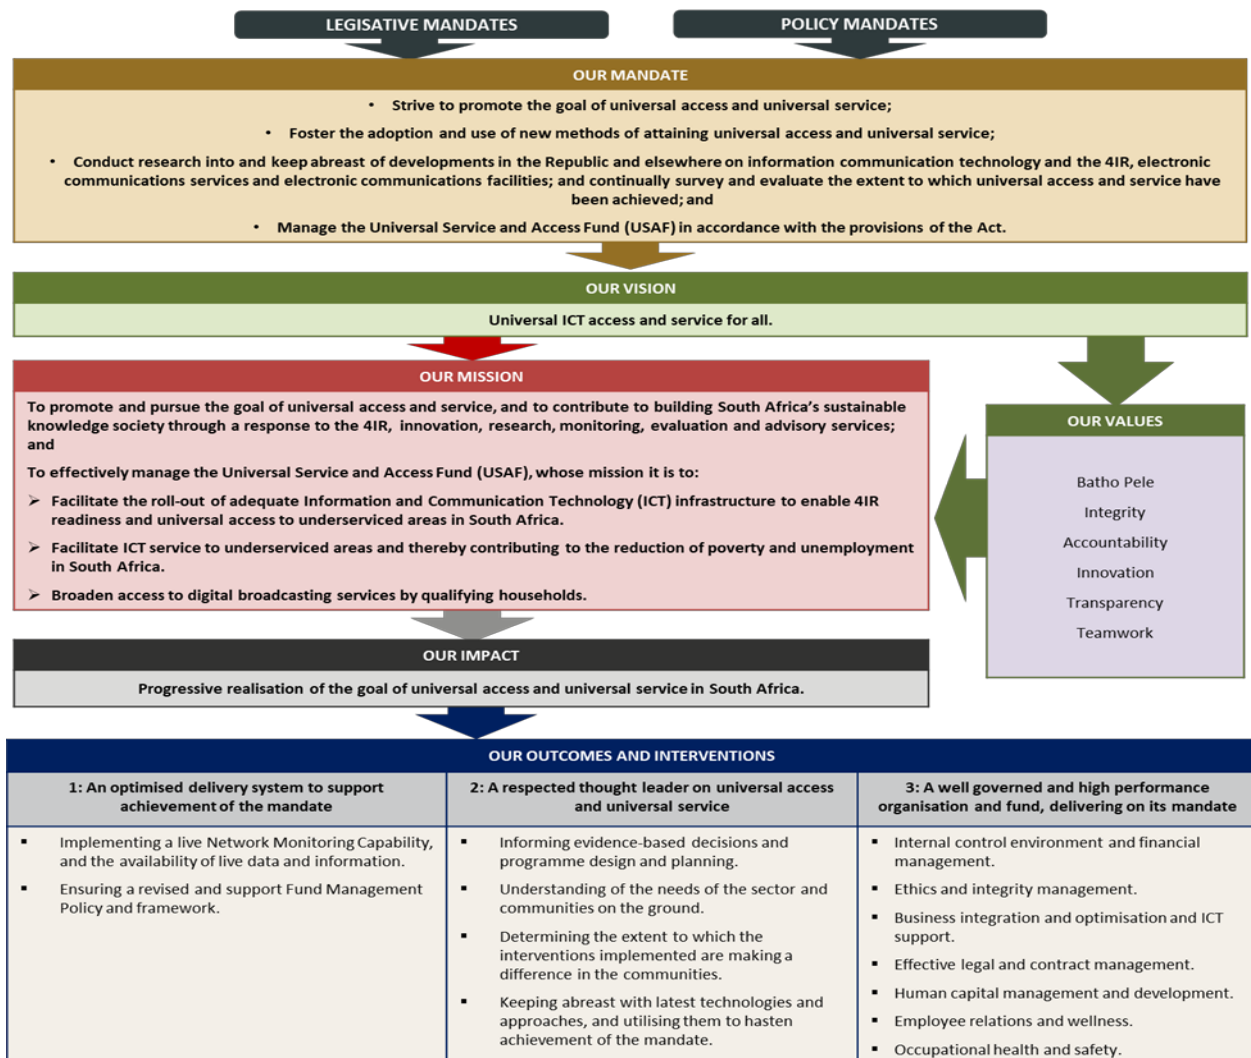 LEGISATIVE MANDATES
POLICY MANDATES
OUR MANDATE
• Strive to promote the goal of universal access and universal service;
• Foster the adoption and use of new methods of attaining universal access and universal service;
• Conduct research into and keep abreast of developments in the Republic and elsewhere on information communication technology and the 4IR, electronic
communications services and electronic communications facilities; and continually survey and evaluate the extent to which universal access and service have
been achieved; and
• Manage the Universal Service and Access Fund (USAF) in accordance with the provisions of the Act.
OUR VISION
Universal ICT access and service for all.
OUR MISSION
To promote and pursue the goal of universal access and service, and to contribute to building South Africa's sustainable
knowledge society through a response to the 4IR, innovation, research, monitoring, evaluation and advisory services;
and
To effectively manage the Universal Service and Access Fund (USAF), whose mission it is to:
➢ Facilitate the roll-out of adequate Information and Communication Technology (ICT) infrastructure to enable 4IR
readiness and universal access to underserviced areas in South Africa.
➢ Facilitate ICT service to underserviced areas and thereby contributing to the reduction of poverty and unemployment
in South Africa.
➢ Broaden access to digital broadcasting services by qualifying households.
OUR VALUES
Batho Pele
Integrity
Accountability
Innovation
Transparency
Teamwork
OUR IMPACT
Progressive realisation of the goal of universal access and universal service in South Africa.
OUR OUTCOMES AND INTERVENTIONS
1: An optimised delivery system to support
achievement of the mandate
▪ Implementing a live Network Monitoring Capability,
and the availability of live data and information.
▪ Ensuring a revised and support Fund Management
Policy and framework.
2: A respected thought leader on universal access
and universal service
▪ Informing evidence-based decisions and
programme design and planning.
▪ Understanding of the needs of the sector and
communities on the ground.
▪ Determining the extent to which the
interventions implemented are making a
difference in the communities.
▪ Keeping abreast with latest technologies and
approaches, and utilising them to hasten
achievement of the mandate.
3: A well governed and high performance
organisation and fund, delivering on its mandate
▪ Internal control environment and financial
management.
▪ Ethics and integrity management.
▪ Business integration and optimisation and ICT
support.
▪ Effective legal and contract management.
▪ Human capital management and development.
▪ Employee relations and wellness.
▪ Occupational health and safety.